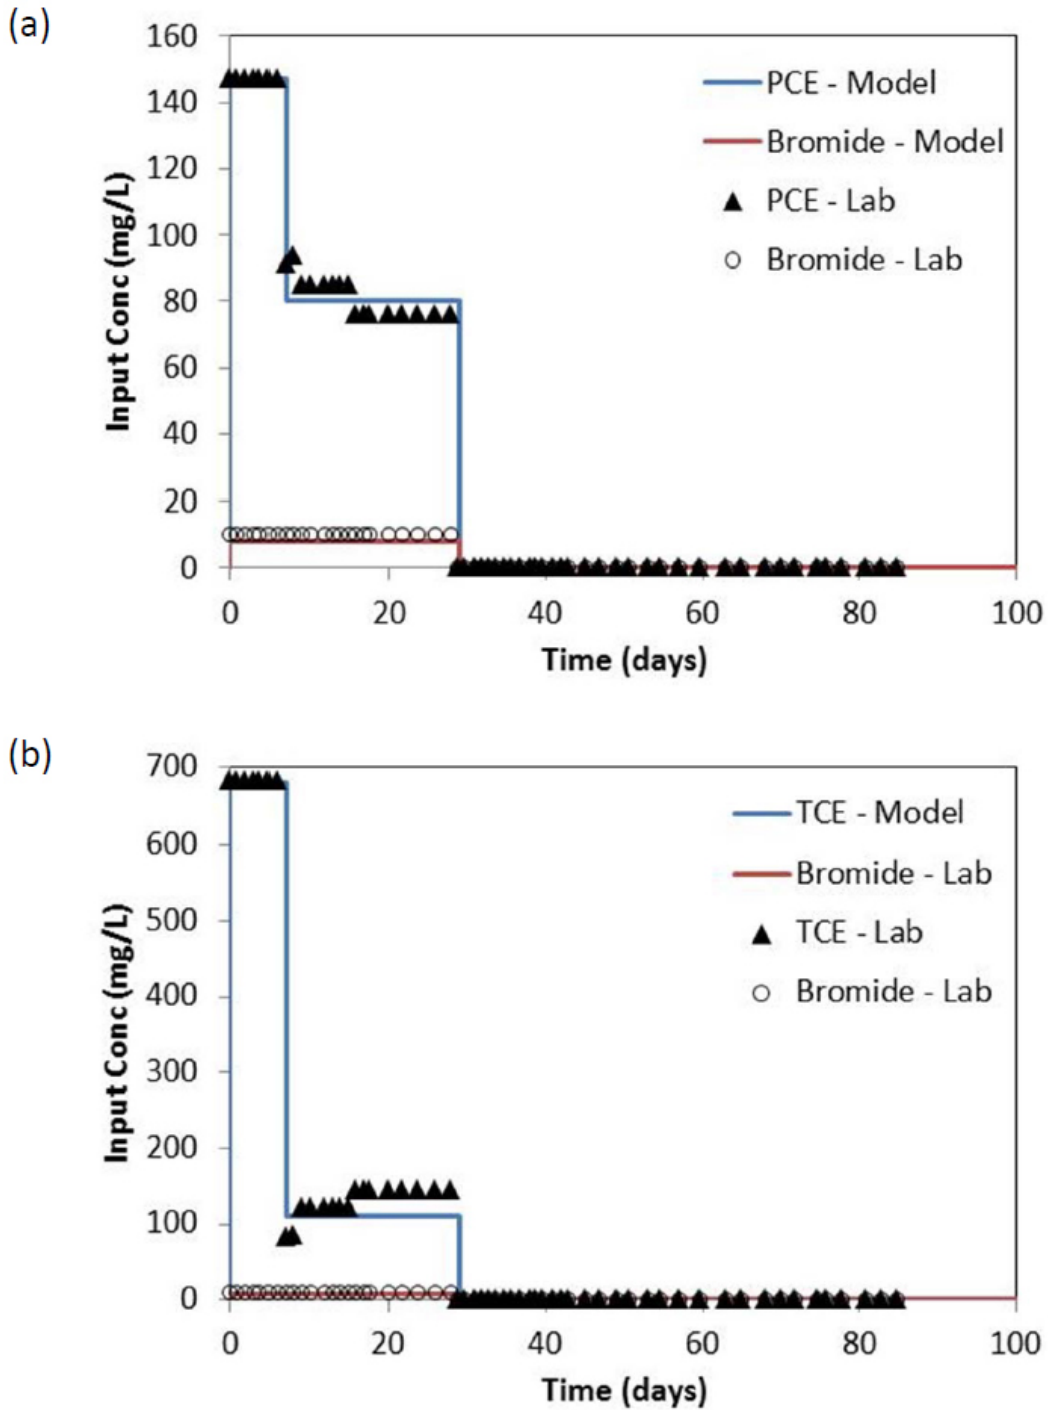 (a)
160
140
120
100
80
60
40
20
0
Input Conc (mg/L)
PCE - Model
Bromide - Model
PCE - Lab
Bromide - Lab
0 20 40 60 80 100
Time (days)
(b)
700
600
500
400
300
200
100
0
Input Conc (mg/L)
TCE - Model
Bromide - Lab
TCE - Lab
Bromide - Lab
0 20 40 60 80 100
Time (days)